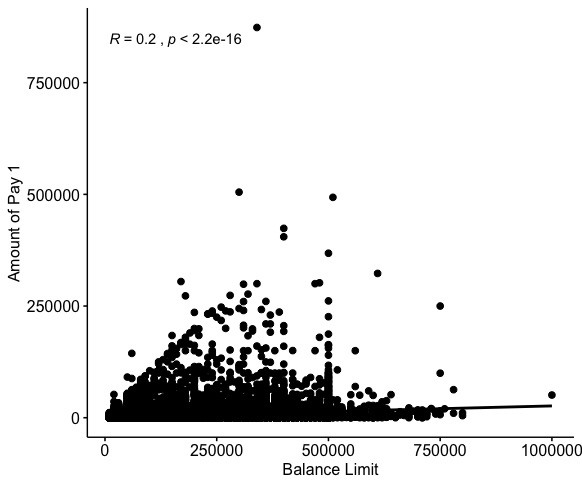 R = 0.2 , p < 2.2e-16
750000
500000
250000
0
Amount of Pay 1
0 250000 500000 750000 1000000
Balance Limit